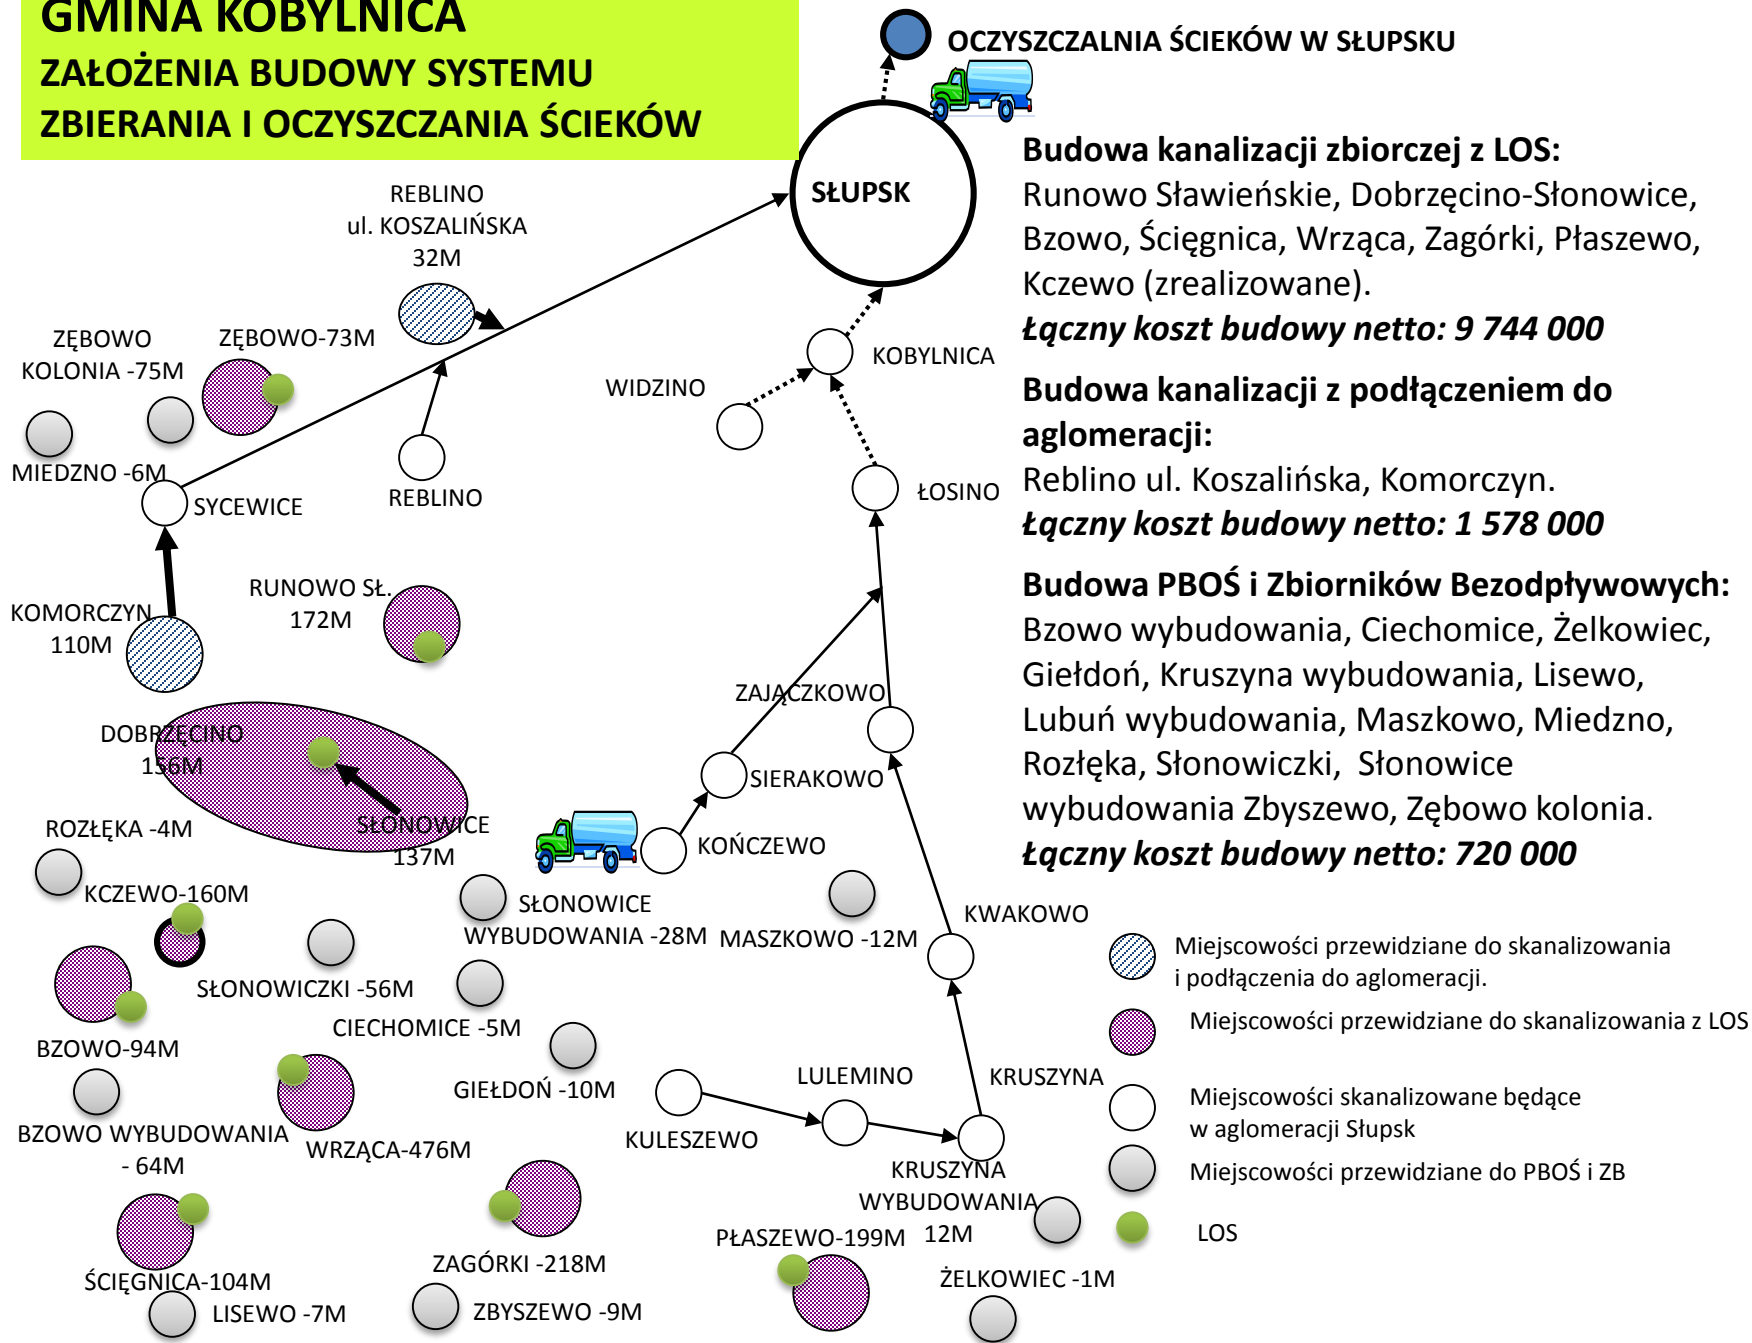 GMINA KOBYLNICA
ZAŁOŻENIA BUDOWY SYSTEMU
ZBIERANIA I OCZYSZCZANIA ŚCIEKÓW
OCZYSZCZALNIA ŚCIEKÓW W SŁUPSKU
SŁUPSK
Budowa kanalizacji zbiorczej z LOS:
Runowo Sławieńskie, Dobrzęcino-Słonowice,
Bzowo, Ścięgnica, Wrząca, Zagórki, Płaszewo,
Kczewo (zrealizowane).
Łączny koszt budowy netto: 9 744 000
Budowa kanalizacji z podłączeniem do
aglomeracji:
Reblino ul. Koszalińska, Komorczyn.
Łączny koszt budowy netto: 1 578 000
Budowa PBOŚ i Zbiorników Bezodpływowych:
Bzowo wybudowania, Ciechomice, Żelkowiec,
Giełdoń, Kruszyna wybudowania, Lisewo,
Lubuń wybudowania, Maszkowo, Miedzno,
Rozłęka, Słonowiczki, Słonowice
wybudowania Zbyszewo, Zębowo kolonia.
Łączny koszt budowy netto: 720 000
REBLINO
ul. KOSZALIŃSKA
32M
ZĘBOWO
KOLONIA -75M
ZĘBOWO-73M
KOBYLNICA
WIDZINO
MIEDZNO -6M
SYCEWICE
REBLINO
ŁOSINO
KOMORCZYN
110M
RUNOWO SŁ.
172M
ZAJĄCZKOWO
DOBRZĘCINO
156M
SIERAKOWO
SŁONOWICE
137M
ROZŁĘKA -4M
KOŃCZEWO
KCZEWO-160M
SŁONOWICE
WYBUDOWANIA -28M
MASZKOWO -12M
KWAKOWO
SŁONOWICZKI -56M
CIECHOMICE -5M
BZOWO-94M
GIEŁDOŃ -10M
LULEMINO
KRUSZYNA
BZOWO WYBUDOWANIA
- 64M
WRZĄCA-476M
KULESZEWO
KRUSZYNA
WYBUDOWANIA
12M
PŁASZEWO-199M
ZAGÓRKI -218M
ŚCIĘGNICA-104M
LISEWO -7M
ZBYSZEWO -9M
ŻELKOWIEC -1M
Miejscowości przewidziane do skanalizowania
i podłączenia do aglomeracji.
Miejscowości przewidziane do skanalizowania z LOS
Miejscowości skanalizowane będące
w aglomeracji Słupsk
Miejscowości przewidziane do PBOŚ i ZB
LOS